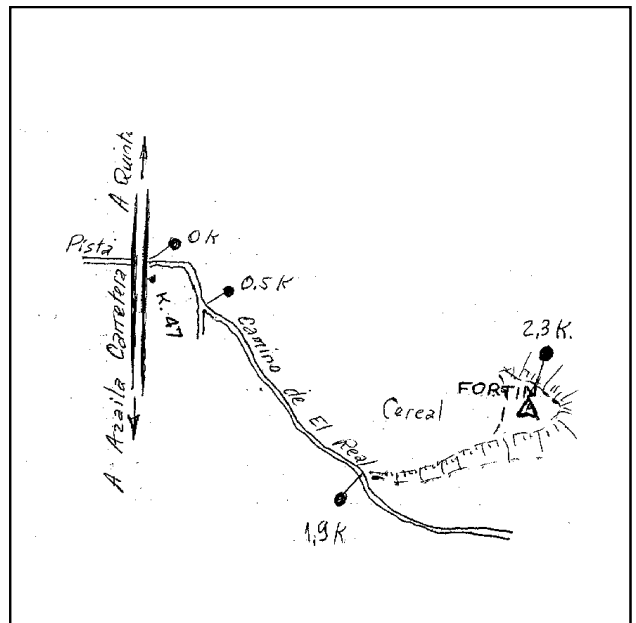 A Quinto
Pista
0 K
0.5 K
K. 47
A Azaila Carretera
Camino de El Real
2,3 K.
FORTIN
Cereal
1,9 K